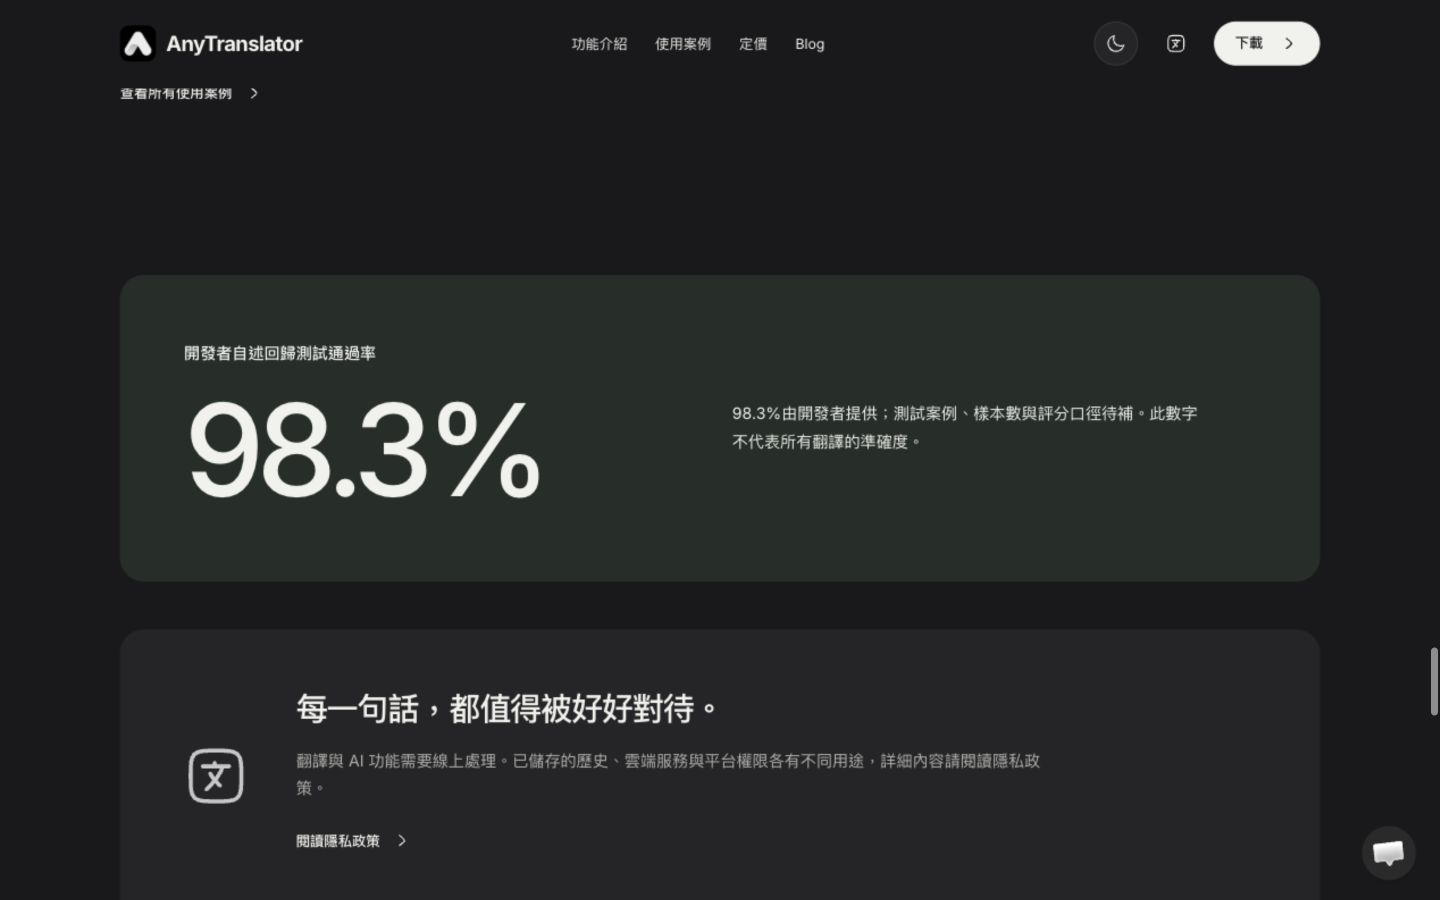 AnyTranslator
功能介紹
使用案例
定價
Blog
下載
查看所有使用案例
開發者自述回歸測試通過率
98.3%
98.3%由開發者提供；測試案例、樣本數與評分口徑待補。此數字
不代表所有翻譯的準確度。
每一句話，都值得被好好對待。
翻譯與 AI 功能需要線上處理。已儲存的歷史、雲端服務與平台權限各有不同用途，詳細內容請閱讀隱私政
策。
閱讀隱私政策
文